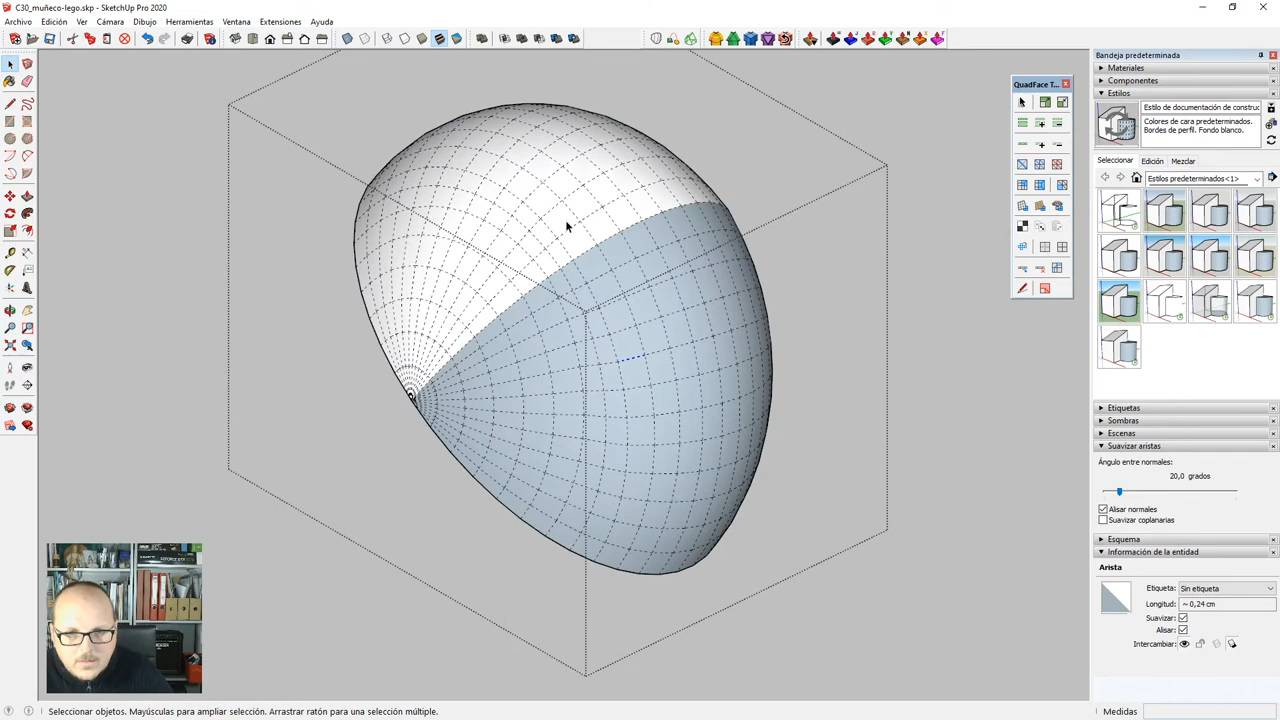 C30_muñeco-lego.skp - SketchUp Pro 2020
Archivo Edición Ver Cámara Dibujo Herramientas Ventana Extensiones Ayuda
Bandeja predeterminada
Materiales
Componentes
Estilos
Estilo de documentación de construc
Colores de cara predeterminados.
Bordes de perfil. Fondo blanco.
QuadFace T...
Seleccionar Edición Mezclar
Estilos predeterminados<1>
Etiquetas
Sombras
Escenas
Suavizar aristas
Ángulo entre normales:
20,0 grados
Alisar normales
Suavizar coplanarias
Esquema
Información de la entidad
Arista
Etiqueta: Sin etiqueta
Longitud: ~ 0,24 cm
Suavizar:
Alisar:
Intercambiar:
Seleccionar objetos. Mayúsculas para ampliar selección. Arrastrar ratón para una selección múltiple.
Medidas